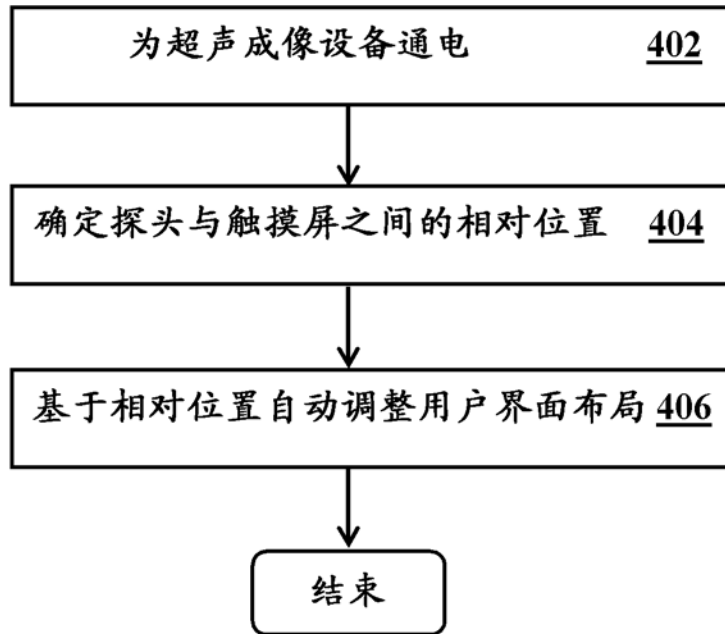 为超声成像设备通电 402
确定探头与触摸屏之间的相对位置 404
基于相对位置自动调整用户界面布局 406
结束